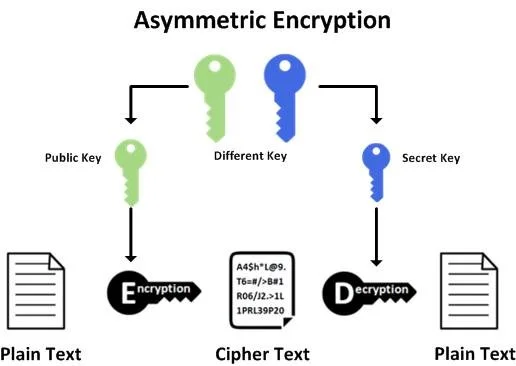 Asymmetric Encryption
Public Key
Different Key
Secret Key
Encryption
A4$h*L@9.
T6=#/>B#1
R06/J2.>1L
1PRL39P20
Decryption
Plain Text
Cipher Text
Plain Text